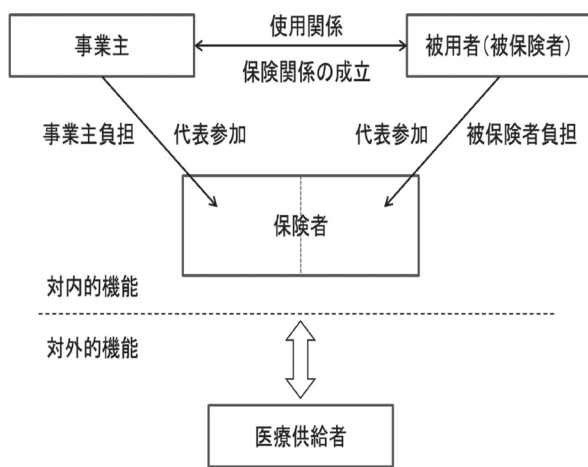 使用関係
事業主
被用者(被保険者)
保険関係の成立
事業主負担
代表参加
代表参加
被保険者負担
保険者
対内的機能
対外的機能
医療供給者